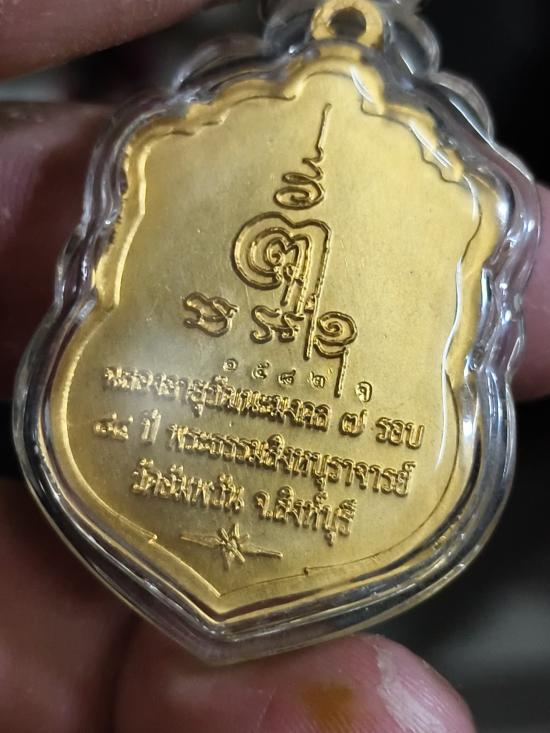 ๑๕๘๒๑
ฉลองอายุวัฒนะมงคล ๗ รอบ
๘๔ ปี พระธรรมสิงหบุราจารย์
วัดอัมพวัน จ.สิงห์บุรี